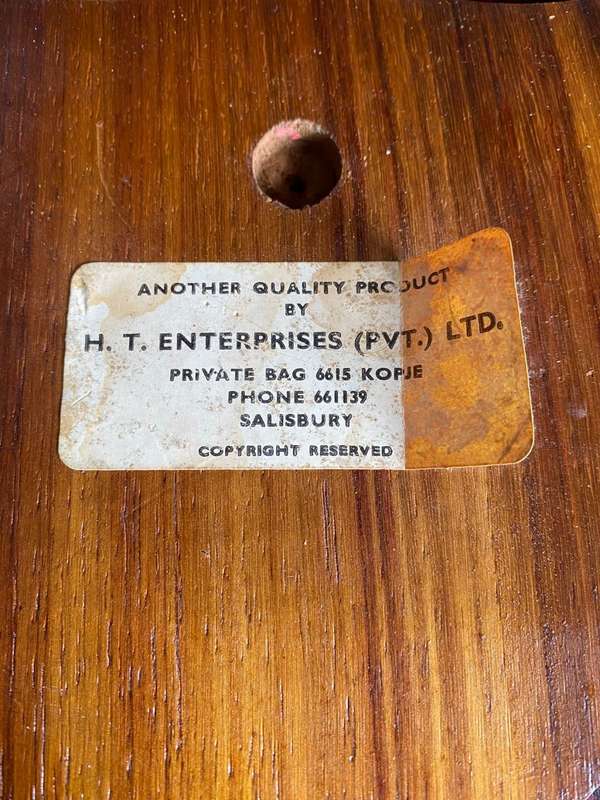 ANOTHER QUALITY PRODUCT
BY
H. T. ENTERPRISES (PVT.) LTD.
PRIVATE BAG 6615 KOPJE
PHONE 661139
SALISBURY
COPYRIGHT RESERVED